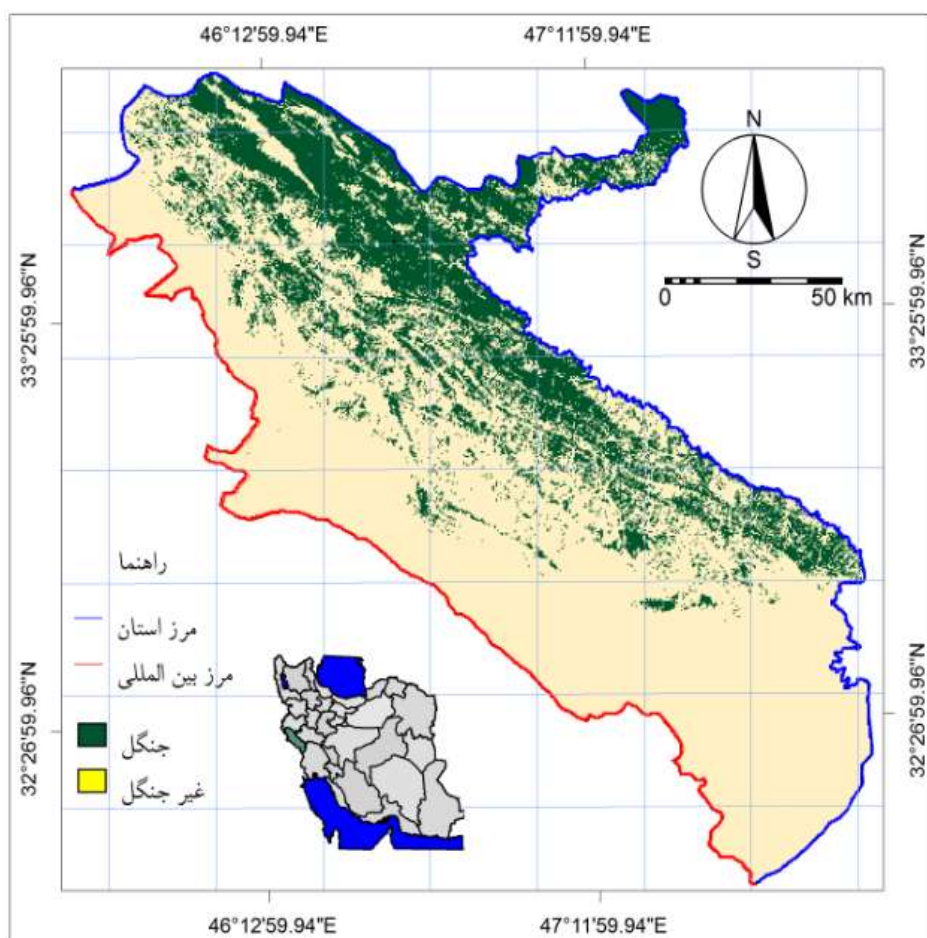 46°12'59.94"E 47°11'59.94"E
N
S
0 50 km
33°25'59.96"N
33°25'59.96"N
راهنما
مرز استان
مرز بین المللی
جنگل
غیر جنگل
32°26'59.96"N
32°26'59.96"N
46°12'59.94"E 47°11'59.94"E